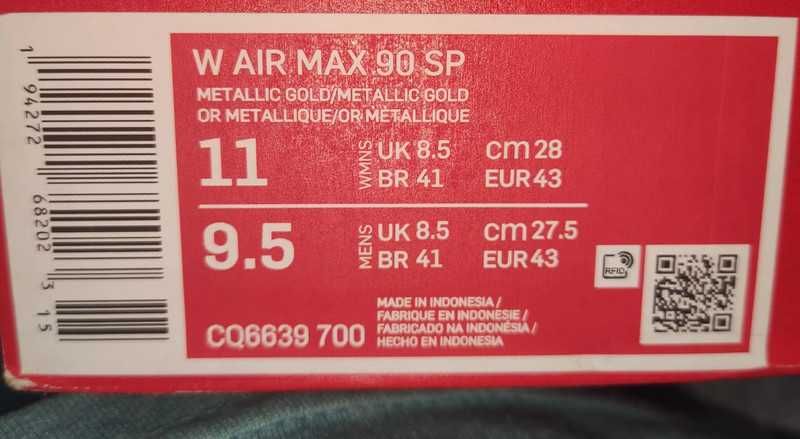 W AIR MAX 90 SP
METALLIC GOLD/METALLIC GOLD
OR METALLIQUE/OR METALLIQUE
11 WMNS UK 8.5 cm 28
BR 41 EUR 43
9.5 MENS UK 8.5 cm 27.5
BR 41 EUR 43
RFID
CQ6639 700
MADE IN INDONESIA /
FABRIQUE EN INDONESIE /
FABRICADO NA INDONÉSIA /
HECHO EN INDONESIA
1 94272 68202 3 15